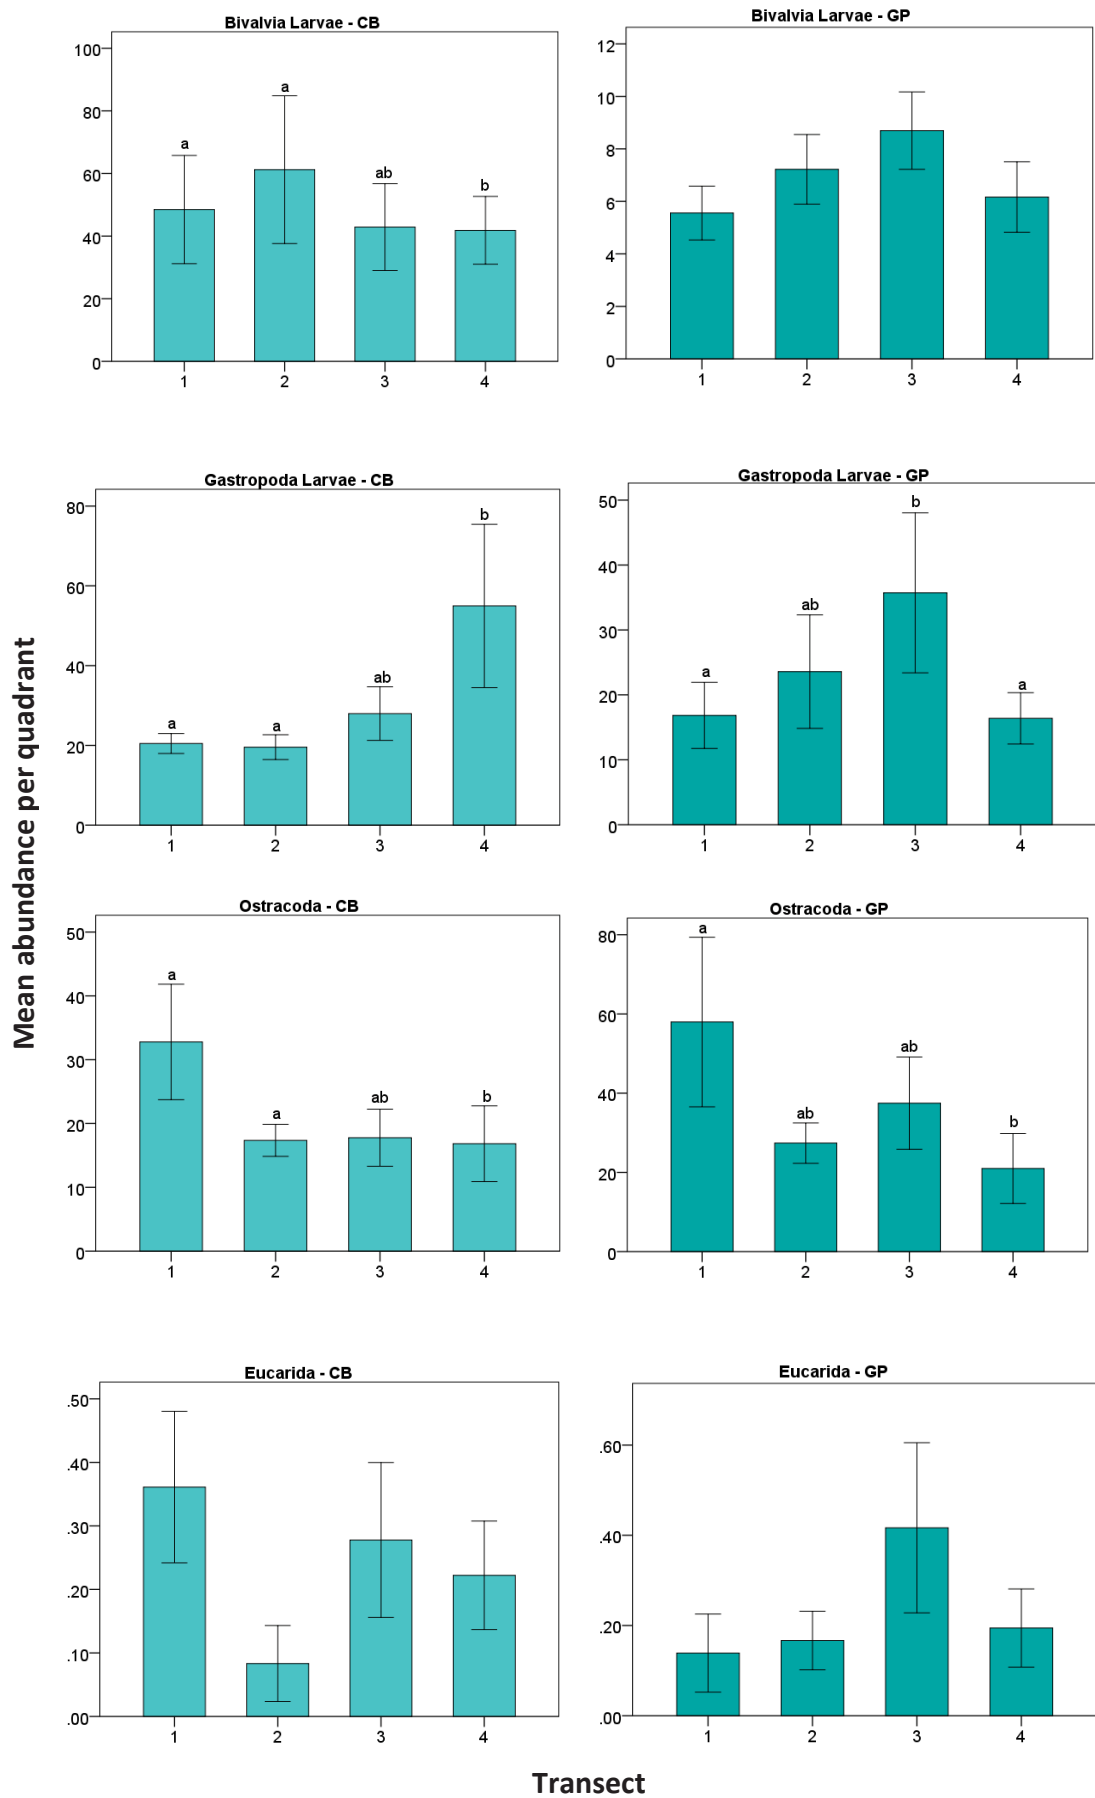 Bivalvia Larvae - CB
100
80
60
40
20
0
a
a
ab
b
1 2 3 4
Bivalvia Larvae - GP
12
10
8
6
4
2
0
1 2 3 4
Gastropoda Larvae - CB
80
60
40
20
0
a
a
ab
b
1 2 3 4
Gastropoda Larvae - GP
50
40
30
20
10
0
a
ab
b
a
1 2 3 4
Mean abundance per quadrant
Ostracoda - CB
50
40
30
20
10
0
a
a
ab
b
1 2 3 4
Ostracoda - GP
80
60
40
20
0
a
ab
ab
b
1 2 3 4
Eucarida - CB
.50
.40
.30
.20
.10
.00
1 2 3 4
Eucarida - GP
.60
.40
.20
.00
1 2 3 4
Transect